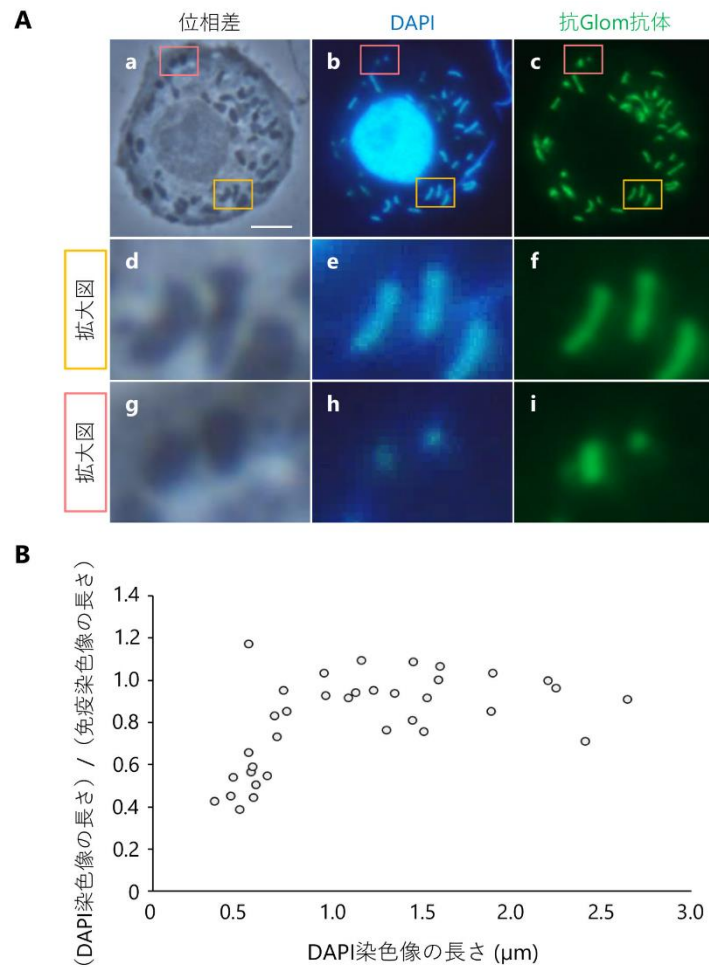 A
位相差 DAPI 抗Glom抗体
a b c
拡大図
d e f
拡大図
g h i
B
(DAPI染色像の長さ) / (免疫染色像の長さ)
1.4
1.2
1.0
0.8
0.6
0.4
0.2
0
0 0.5 1.0 1.5 2.0 2.5 3.0
DAPI染色像の長さ (μm)